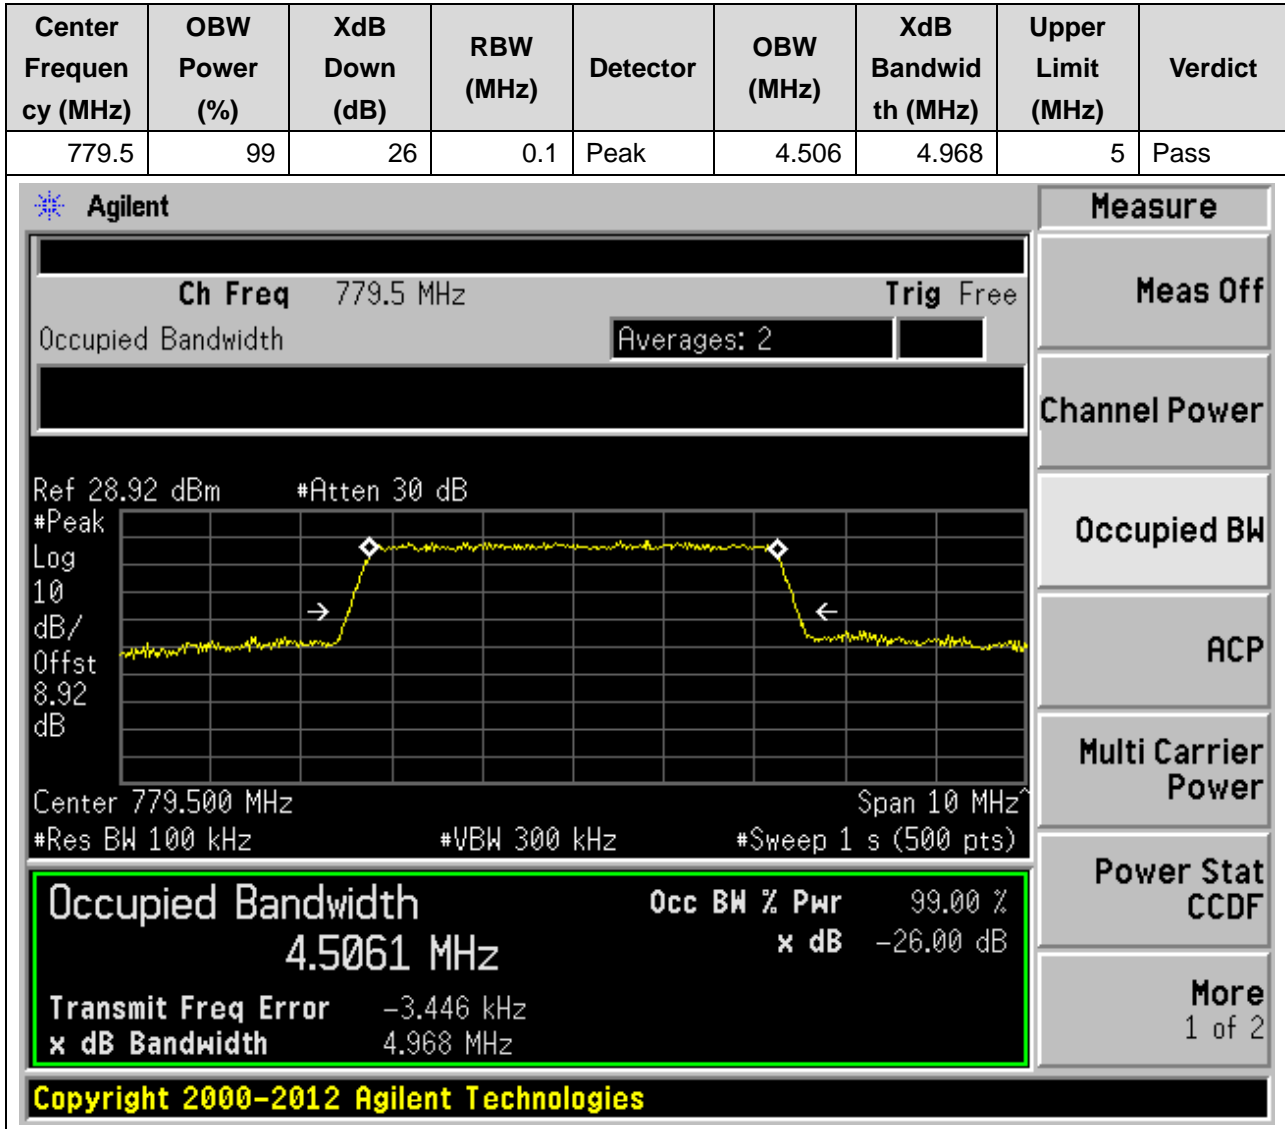 Center Frequen cy (MHz) OBW Power (%) XdB Down (dB) RBW (MHz) Detector OBW (MHz) XdB Bandwid th (MHz) Upper Limit (MHz) Verdict
779.5 99 26 0.1 Peak 4.506 4.968 5 Pass
Agilent Measure
Ch Freq 779.5 MHz Trig Free
Meas Off
Occupied Bandwidth Averages: 2
Channel Power
Ref 28.92 dBm #Atten 30 dB
#Peak
Log
10
dB/
Offst
8.92
dB
Occupied BW
ACP
Multi Carrier
Power
Center 779.500 MHz Span 10 MHz^
#Res BW 100 kHz #VBW 300 kHz #Sweep 1 s (500 pts)
Power Stat
CCDF
Occupied Bandwidth Occ BW % Pwr 99.00 %
4.5061 MHz x dB -26.00 dB
Transmit Freq Error -3.446 kHz
x dB Bandwidth 4.968 MHz
More
1 of 2
Copyright 2000-2012 Agilent Technologies